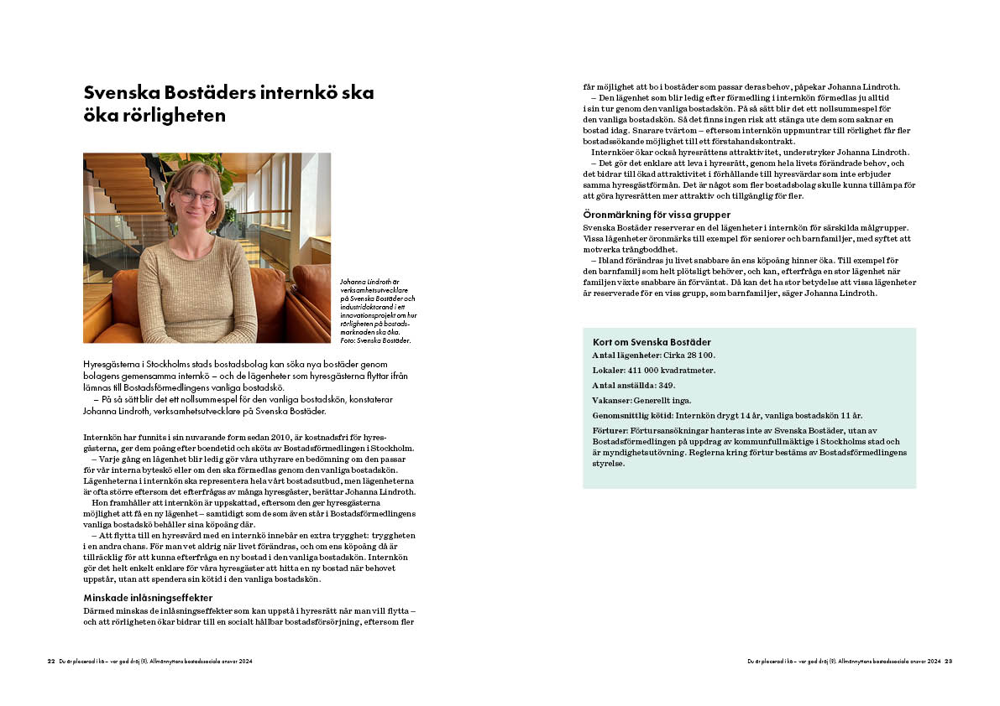 Svenska Bostäders internkö ska
öka rörligheten
Johanna Lindroth är
verksamhetsutvecklare
på Svenska Bostäder och
industridoktorand i ett
innovationsprojekt om hur
rörligheten på bostads-
marknaden ska öka.
Foto: Svenska Bostäder.
Hyresgästerna i Stockholms stads bostadsbolag kan söka nya bostäder genom
bolagens gemensamma internkö – och de lägenheter som hyresgästerna flyttar ifrån
lämnas till Bostadsförmedlingens vanliga bostadskö.
– På så sätt blir det ett nollsummespel för den vanliga bostadskön, konstaterar
Johanna Lindroth, verksamhetsutvecklare på Svenska Bostäder.
Internkön har funnits i sin nuvarande form sedan 2010, är kostnadsfri för hyres-
gästerna, ger dem poäng efter boendetid och sköts av Bostadsförmedlingen i Stockholm.
– Varje gång en lägenhet blir ledig gör våra uthyrare en bedömning om den passar
för vår interna byteskö eller om den ska förmedlas genom den vanliga bostadskön.
Lägenheterna i internkön ska representera hela vårt bostadsutbud, men lägenheterna
är ofta större eftersom det efterfrågas av många hyresgäster, berättar Johanna Lindroth.
Hon framhåller att internkön är uppskattad, eftersom den ger hyresgästerna
möjlighet att få en ny lägenhet – samtidigt som de som även står i Bostadsförmedlingens
vanliga bostadskö behåller sina köpoäng där.
– Att flytta till en hyresvärd med en internkö innebär en extra trygghet: tryggheten
i en andra chans. För man vet aldrig när livet förändras, och om ens köpoäng då är
tillräcklig för att kunna efterfråga en ny bostad i den vanliga bostadskön. Internkön
gör det helt enkelt enklare för våra hyresgäster att hitta en ny bostad när behovet
uppstår, utan att spendera sin kötid i den vanliga bostadskön.
Minskade inlåsningseffekter
Därmed minskas de inlåsningseffekter som kan uppstå i hyresrätt när man vill flytta –
och att rörligheten ökar bidrar till en socialt hållbar bostadsförsörjning, eftersom fler
22 Du är placerad i kö – var god dröj (9). Allmännyttans bostadssociala ansvar 2024
får möjlighet att bo i bostäder som passar deras behov, påpekar Johanna Lindroth.
– Den lägenhet som blir ledig efter förmedling i internkön förmedlas ju alltid
i sin tur genom den vanliga bostadskön. På så sätt blir det ett nollsummespel för
den vanliga bostadskön. Så det finns ingen risk att stänga ute dem som saknar en
bostad idag. Snarare tvärtom – eftersom internkön uppmuntrar till rörlighet får fler
bostadssökande möjlighet till ett förstahandskontrakt.
Internköer ökar också hyresrättens attraktivitet, understryker Johanna Lindroth.
– Det gör det enklare att leva i hyresrätt, genom hela livets förändrade behov, och
det bidrar till ökad attraktivitet i förhållande till hyresvärdar som inte erbjuder
samma hyresgästförmån. Det är något som fler bostadsbolag skulle kunna tillämpa för
att göra hyresrätten mer attraktiv och tillgänglig för fler.
Öronmärkning för vissa grupper
Svenska Bostäder reserverar en del lägenheter i internkön för särskilda målgrupper.
Vissa lägenheter öronmärks till exempel för seniorer och barnfamiljer, med syftet att
motverka trångboddhet.
– Ibland förändras ju livet snabbare än ens köpoäng hinner öka. Till exempel för
den barnfamilj som helt plötsligt behöver, och kan, efterfråga en stor lägenhet när
familjen växte snabbare än förväntat. Då kan det ha stor betydelse att vissa lägenheter
är reserverade för en viss grupp, som barnfamiljer, säger Johanna Lindroth.
Kort om Svenska Bostäder
Antal lägenheter: Cirka 28 100.
Lokaler: 411 000 kvadratmeter.
Antal anställda: 349.
Vakanser: Generellt inga.
Genomsnittlig kötid: Internkön drygt 14 år, vanliga bostadskön 11 år.
Förturer: Förtursansökningar hanteras inte av Svenska Bostäder, utan av
Bostadsförmedlingen på uppdrag av kommunfullmäktige i Stockholms stad och
är myndighetsutövning. Reglerna kring förtur bestäms av Bostadsförmedlingens
styrelse.
Du är placerad i kö – var god dröj (9). Allmännyttans bostadssociala ansvar 2024 23